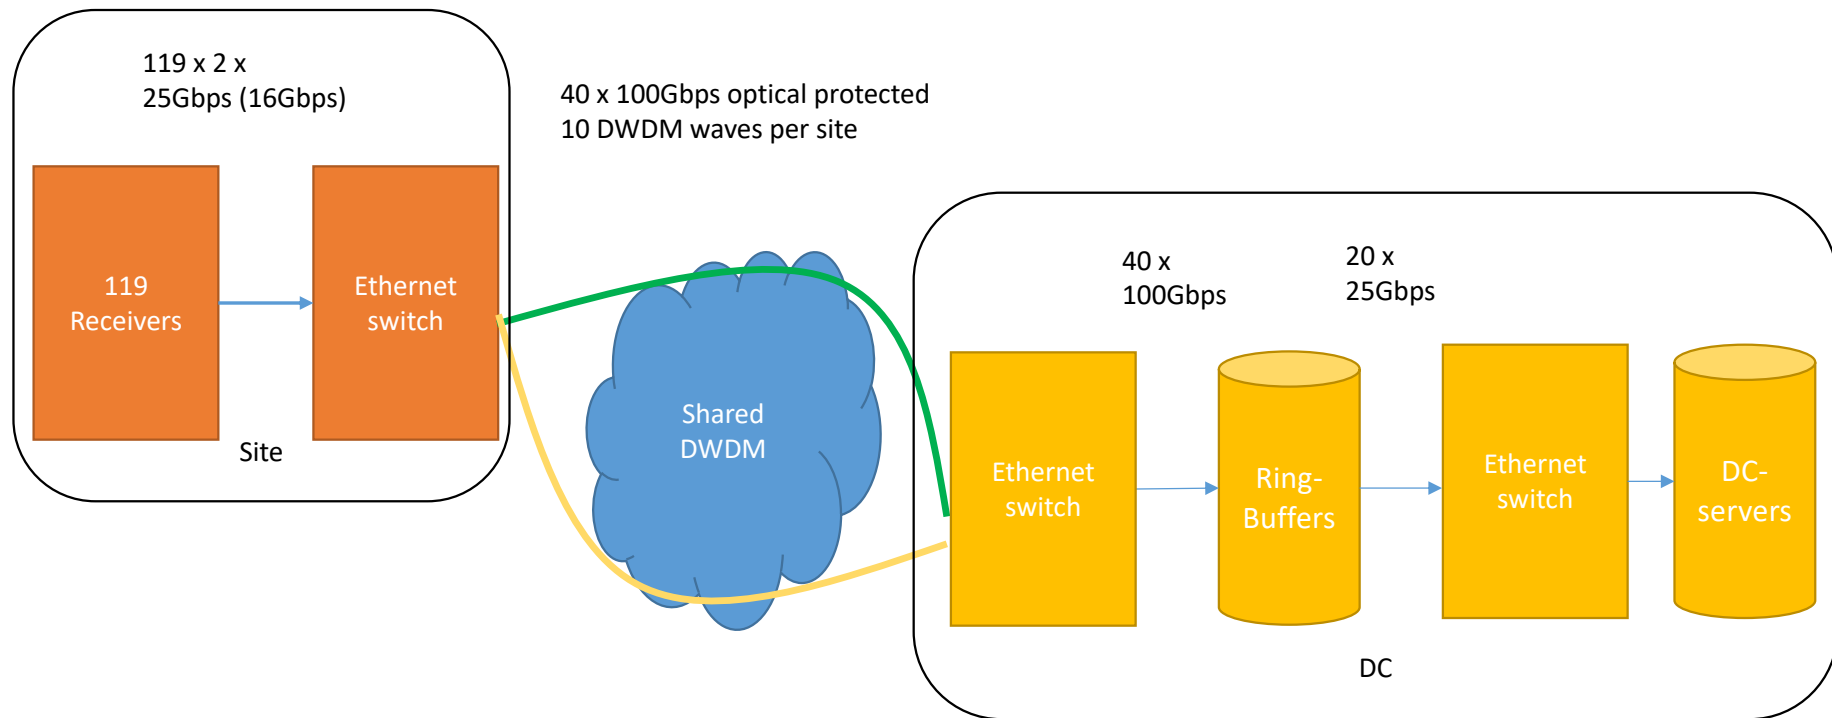 119 x 2 x
25Gbps (16Gbps)
40 x 100Gbps optical protected
10 DWDM waves per site
119
Receivers
Ethernet
switch
Site
Shared
DWDM
40 x
100Gbps
20 x
25Gbps
Ethernet
switch
Ring-
Buffers
Ethernet
switch
DC-
servers
DC